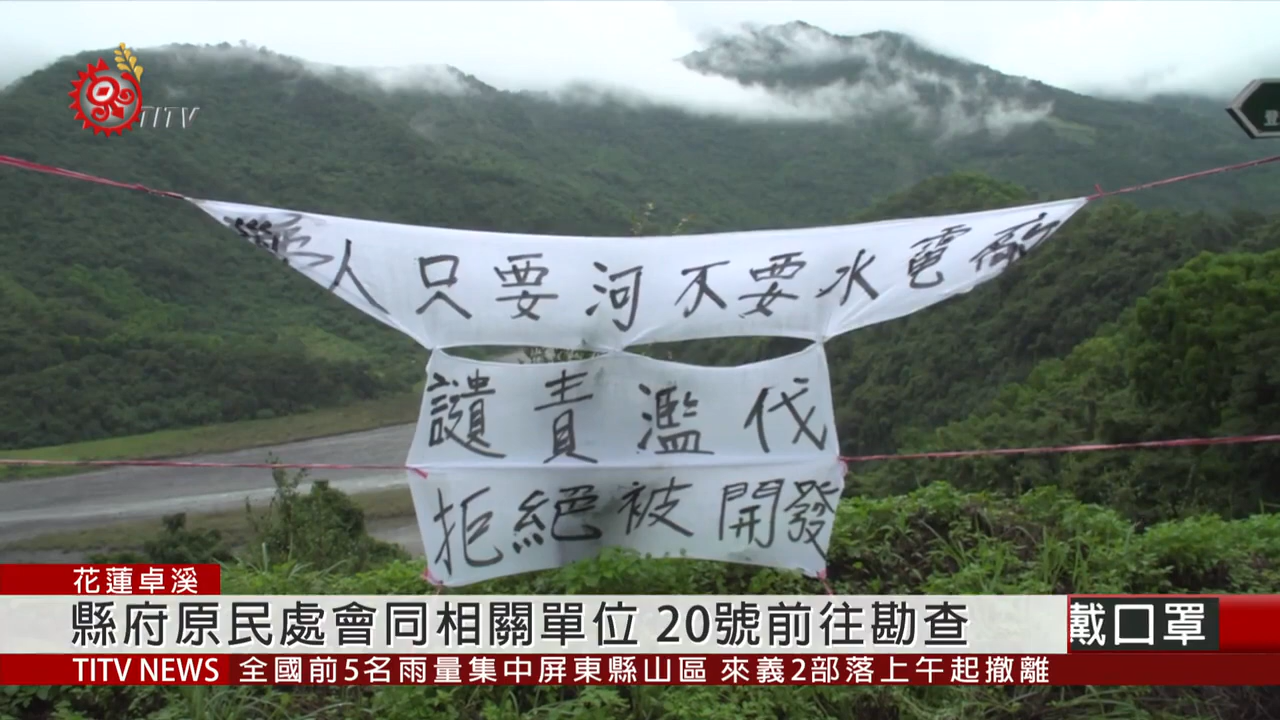 TITV
人只要河不要水電廠
譴責濫伐
拒絕被開發
花蓮卓溪
縣府原民處會同相關單位 20號前往勘查
戴口罩
TITV NEWS 全國前5名雨量集中屏東縣山區 來義2部落上午起撤離